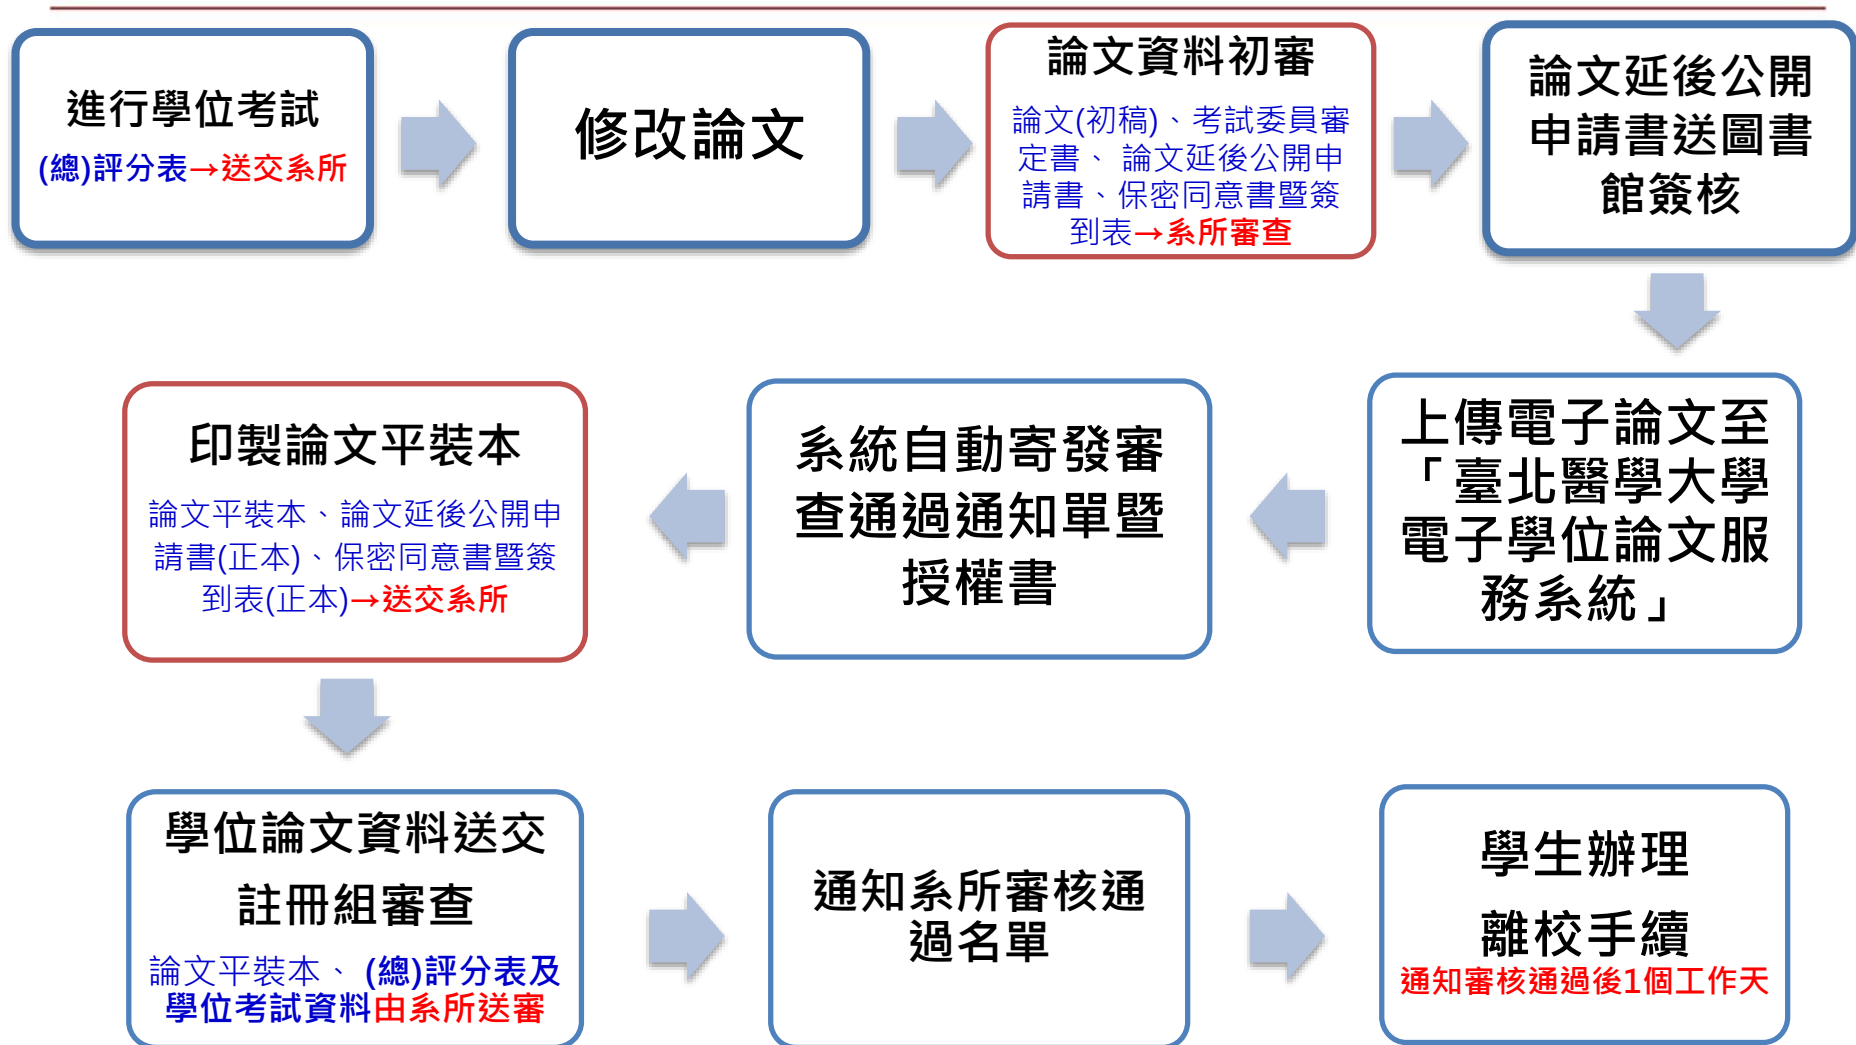 進行學位考試
(總)評分表→送交系所
修改論文
論文資料初審
論文(初稿)、考試委員審
定書、 論文延後公開申
請書、保密同意書暨簽
到表→系所審查
論文延後公開
申請書送圖書
館簽核
上傳電子論文至
「臺北醫學大學
電子學位論文服
務系統」
系統自動寄發審
查通過通知單暨
授權書
印製論文平裝本
論文平裝本、論文延後公開申
請書(正本)、保密同意書暨簽
到表(正本)→送交系所
學位論文資料送交
註冊組審查
論文平裝本、 (總)評分表及
學位考試資料由系所送審
通知系所審核通
過名單
學生辦理
離校手續
通知審核通過後1個工作天